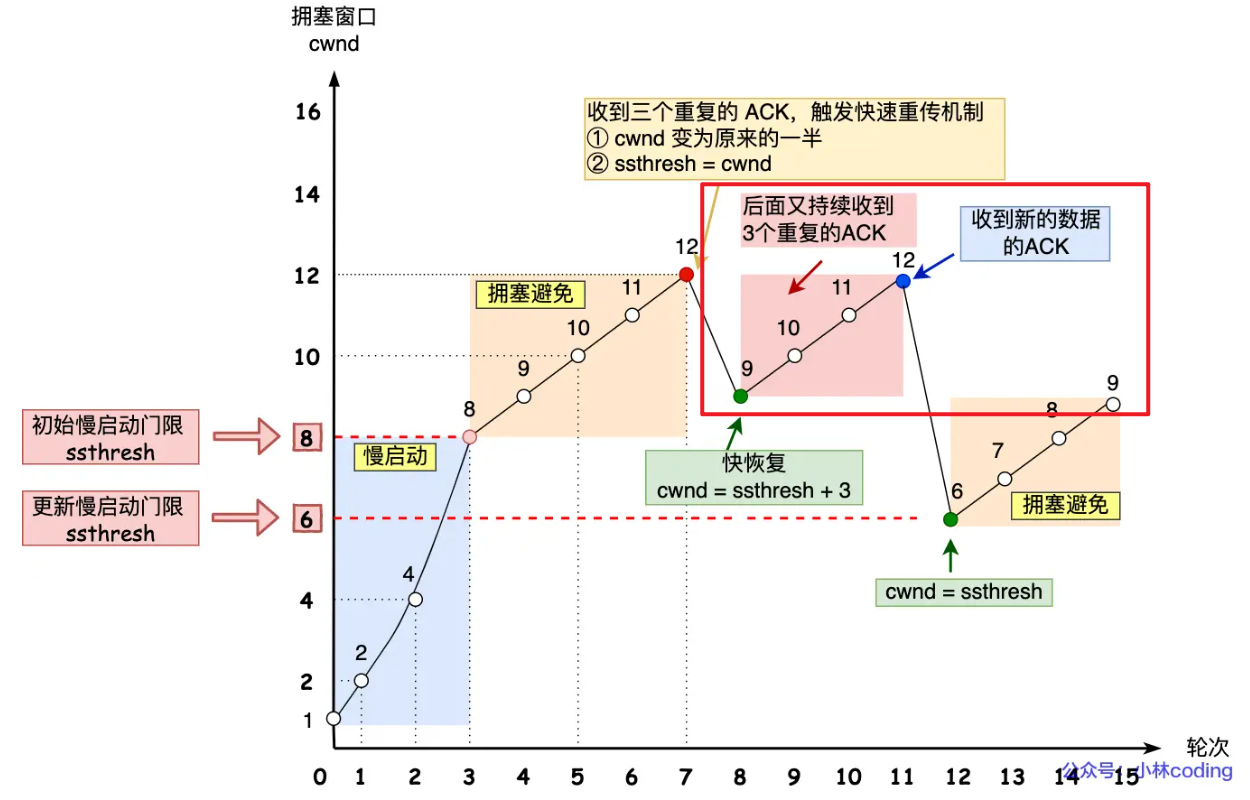 拥塞窗口
cwnd
16
收到三个重复的 ACK，触发快速重传机制
① cwnd 变为原来的一半
② ssthresh = cwnd
14
后面又持续收到
3个重复的ACK
收到新的数据
的ACK
12
12
12
拥塞避免
11
11
10
10
10
9
9
9
8
8
初始慢启动门限
ssthresh
8
慢启动
快恢复
cwnd = ssthresh + 3
7
6
拥塞避免
更新慢启动门限
ssthresh
6
cwnd = ssthresh
4
4
2
2
1
轮次
0 1 2 3 4 5 6 7 8 9 10 11 12 13 14 15
公众号：小林coding